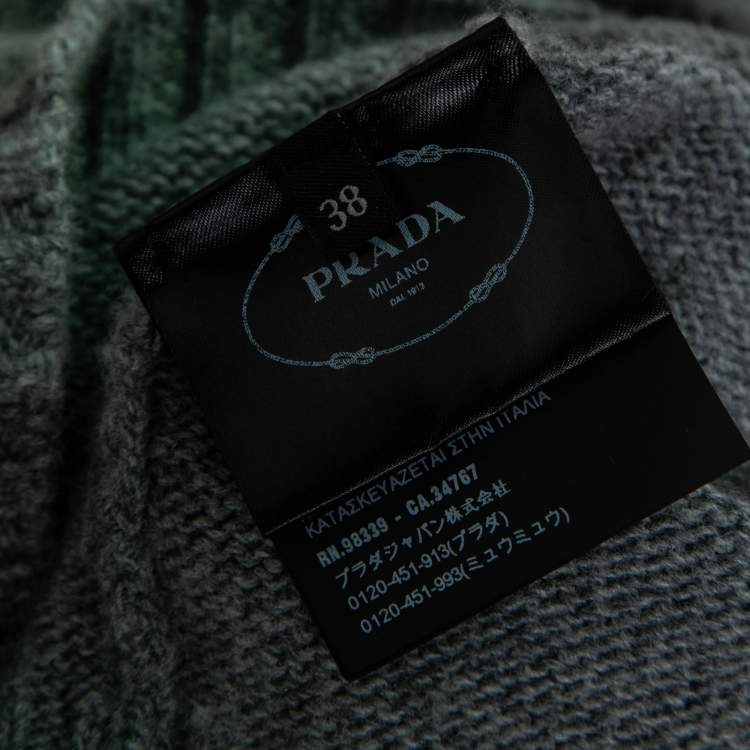 38
PRADA
MILANO
DAL 1913
ΚΑΤΑΣΚΕΥΑΖΕΤΑΙ ΣΤΗΝ ΙΤΑΛΙΑ
RN.98339 - CA.34767
プラダジャパン株式会社
0120-451-913(プラダ)
0120-451-993(ミュウミュウ)